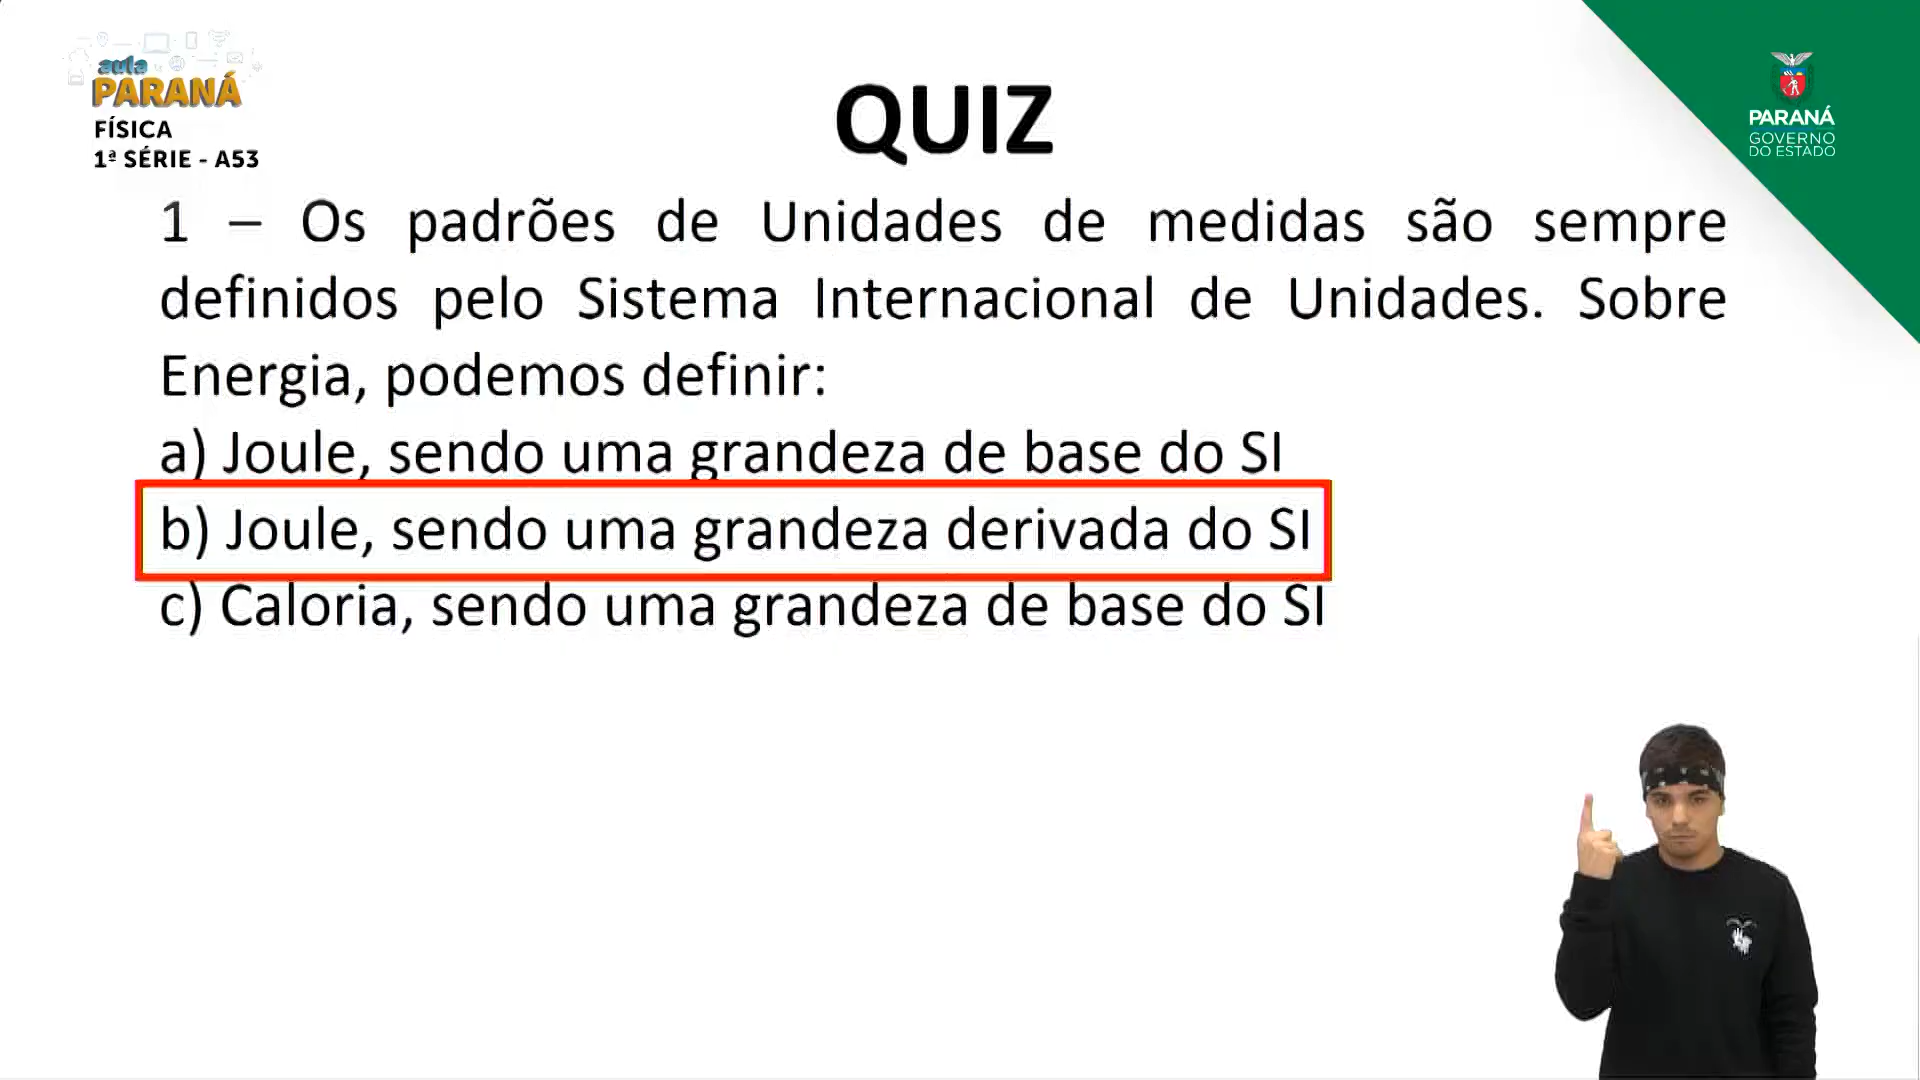 aula
PARANÁ
FÍSICA
1ª SÉRIE - A53
QUIZ
PARANÁ
GOVERNO
DO ESTADO
1 – Os padrões de Unidades de medidas são sempre
definidos pelo Sistema Internacional de Unidades. Sobre
Energia, podemos definir:
a) Joule, sendo uma grandeza de base do SI
b) Joule, sendo uma grandeza derivada do SI
c) Caloria, sendo uma grandeza de base do SI